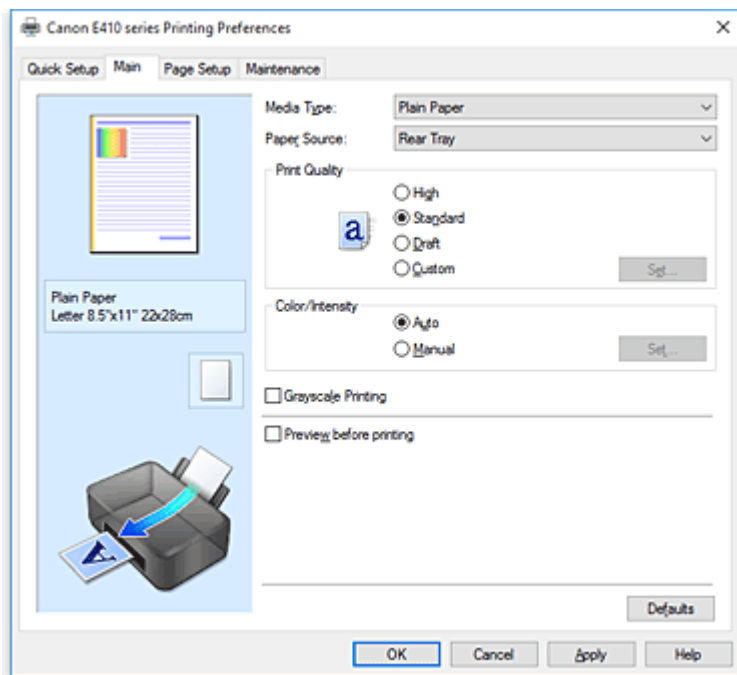 Canon E410 series Printing Preferences
Quick Setup Main Page Setup Maintenance
Media Type: Plain Paper
Paper Source: Rear Tray
Print Quality
High
Standard
Draft
Custom
Set...
a
Plain Paper
Letter 8.5"x11" 22x28cm
Color/Intensity
Auto
Manual
Set...
Grayscale Printing
Preview before printing
A
Defaults
OK Cancel Apply Help